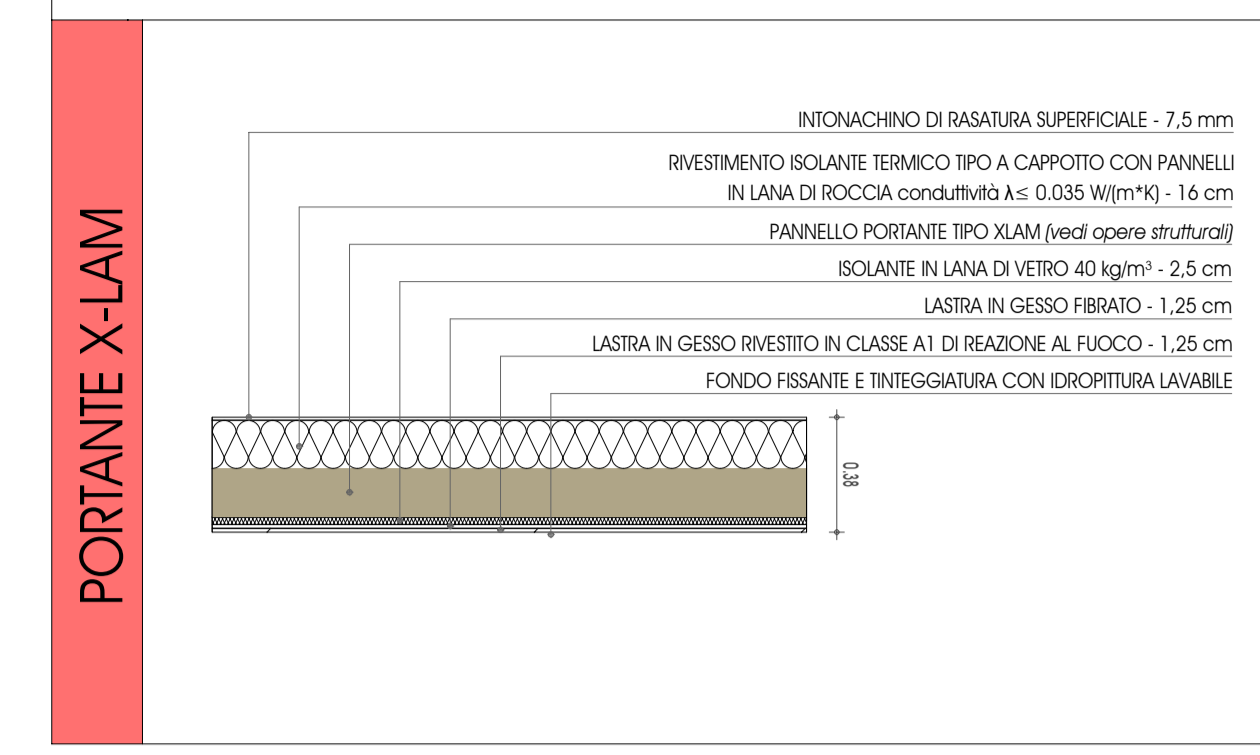 PORTANTE X-LAM
INTONACHINO DI RASATURA SUPERFICIALE - 7,5 mm
RIVESTIMENTO ISOLANTE TERMICO TIPO A CAPPOTTO CON PANNELLI
IN LANA DI ROCCIA conduttività λ≤ 0.035 W/(m*K) - 16 cm
PANNELLO PORTANTE TIPO XLAM (vedi opere strutturali)
ISOLANTE IN LANA DI VETRO 40 kg/m³ - 2,5 cm
LASTRA IN GESSO FIBRATO - 1,25 cm
LASTRA IN GESSO RIVESTITO IN CLASSE A1 DI REAZIONE AL FUOCO - 1,25 cm
FONDO FISSANTE E TINTEGGIATURA CON IDROPITTURA LAVABILE
0.38